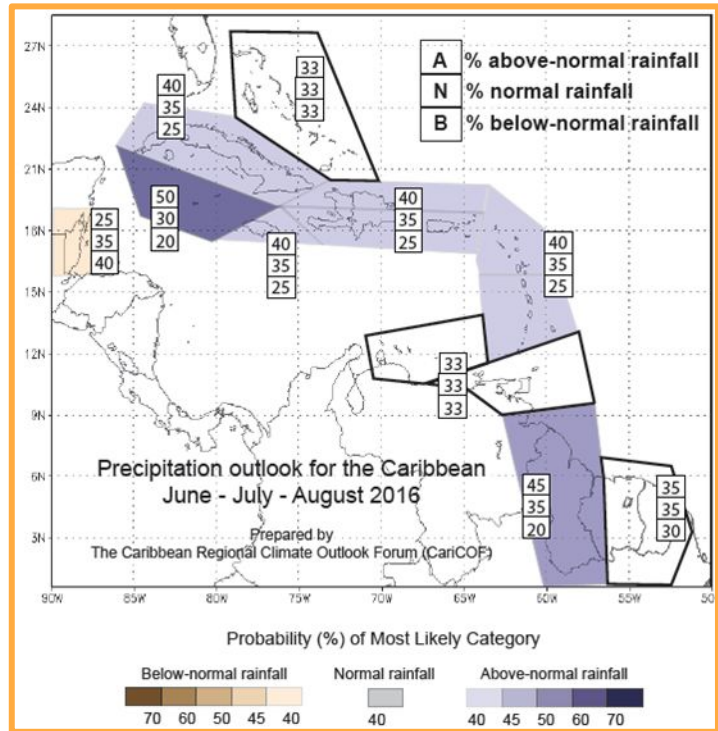 27N
24N
21N
18N
15N
12N
9N
6N
3N
A % above-normal rainfall
N % normal rainfall
B % below-normal rainfall
33
33
33
40
35
25
50
30
20
25
35
40
40
35
25
40
35
25
40
35
25
33
33
33
45
35
20
35
35
30
Precipitation outlook for the Caribbean
June - July - August 2016
Prepared by
The Caribbean Regional Climate Outlook Forum (CariCOF)
90W 85W 80W 75W 70W 65W 60W 55W 50
Probability (%) of Most Likely Category
Below-normal rainfall Normal rainfall Above-normal rainfall
70 60 50 45 40 40 40 45 50 60 70